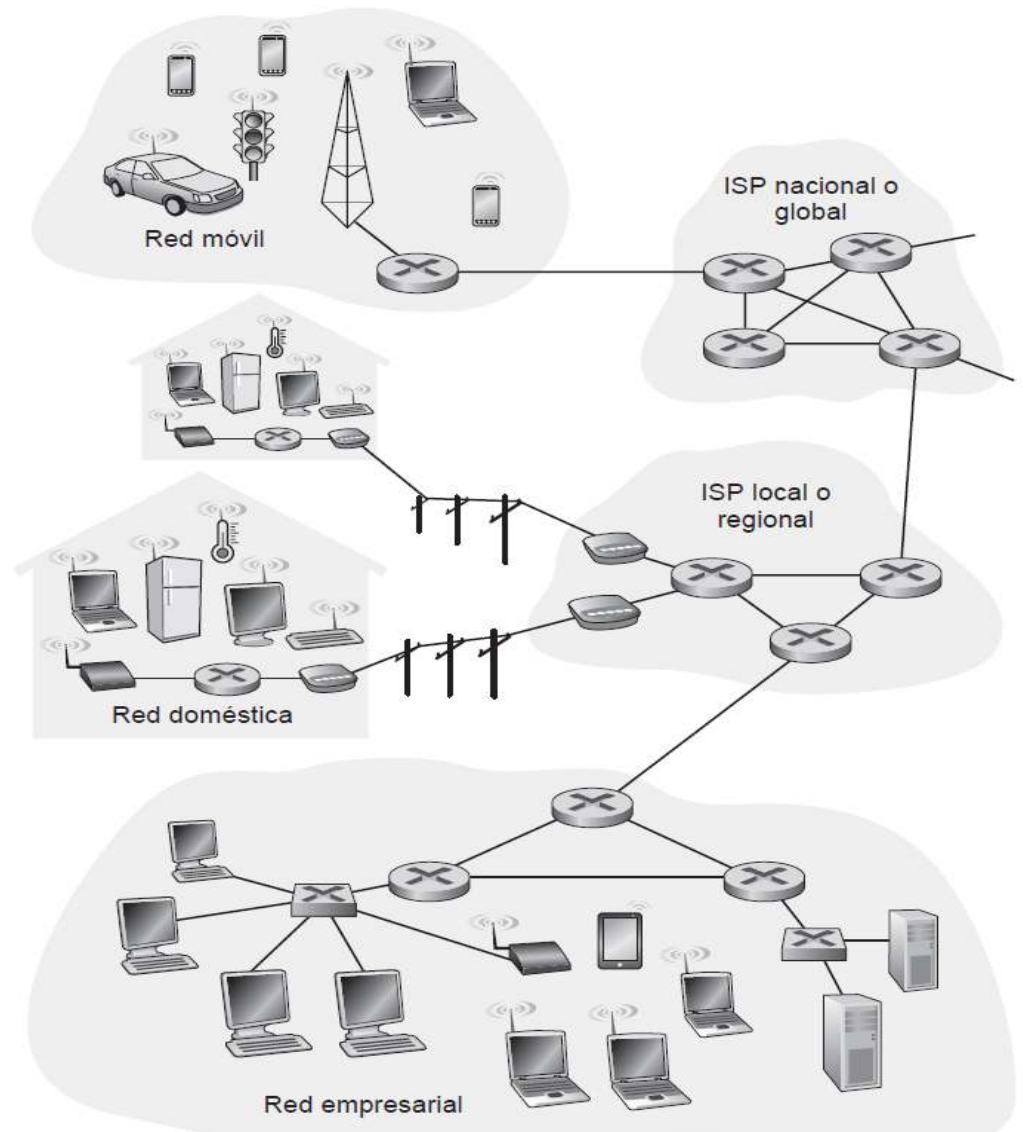 Red móvil
ISP nacional o
global
ISP local o
regional
Red doméstica
Red empresarial